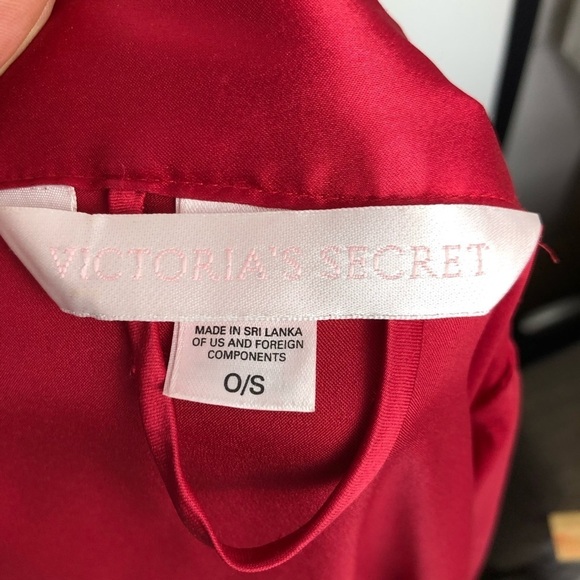 VICTORIA'S SECRET
MADE IN SRI LANKA
OF US AND FOREIGN
COMPONENTS
O/S